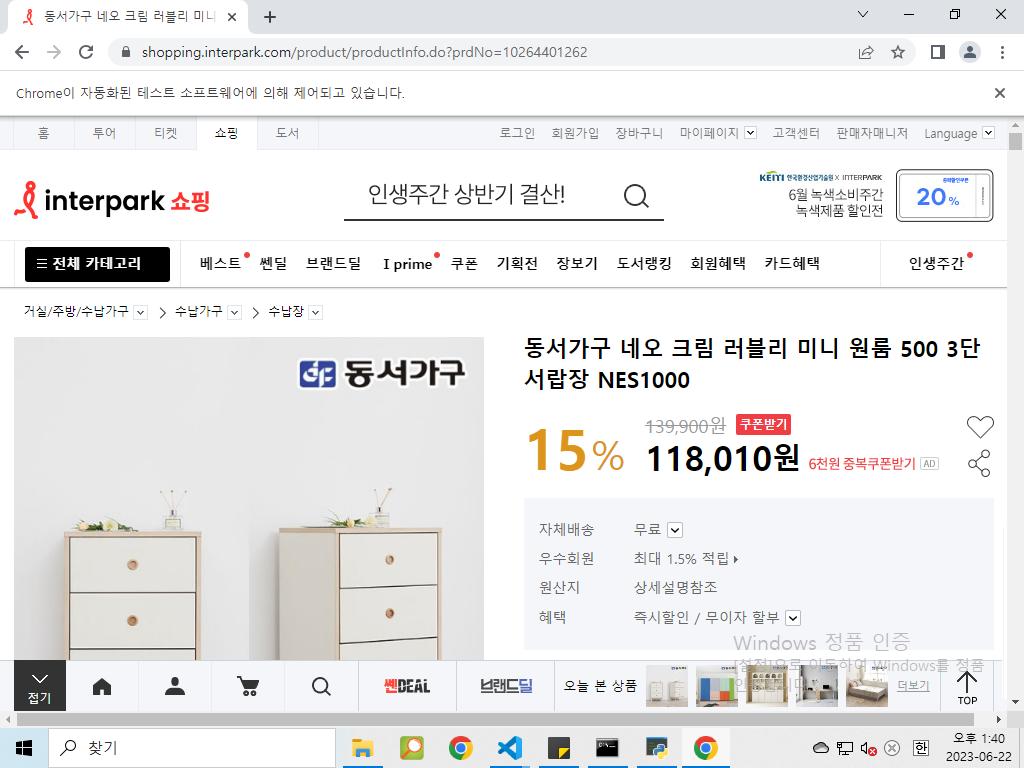 동서가구 네오 크림 러브리 미니
shopping.interpark.com/product/productInfo.do?prdNo=10264401262
Chrome이 자동화된 테스트 소프트웨어에 의해 제어되고 있습니다.
홈 투어 티켓 쇼핑 도서 로그인 회원가입 장바구니 마이페이지 고객센터 판매자매니저 Language
interpark 쇼핑
인생주간 상반기 결산!
KEITI 한국환경산업기술원 X INTERPARK
6월 녹색소비주간
녹색제품 할인전
중복할인쿠폰
20%
전체 카테고리 베스트 쎈딜 브랜드딜 I prime 쿠폰 기획전 장보기 도서랭킹 회원혜택 카드혜택 인생주간
거실/주방/수납가구 수납가구 수납장
동서가구
동서가구 네오 크림 러블리 미니 원룸 500 3단
서랍장 NES1000
15%
139,900원 쿠폰받기
118,010원 6천원 중복쿠폰받기 AD
자체배송 무료
우수회원 최대 1.5% 적립
원산지 상세설명참조
혜택 즉시할인 / 무이자 할부
Windows 정품 인증
[설정]으로 이동하여 Windows를 정품
접기
쎈DEAL
브랜드딜
오늘 본 상품
더보기
TOP
찾기
한
오후 1:40
2023-06-22